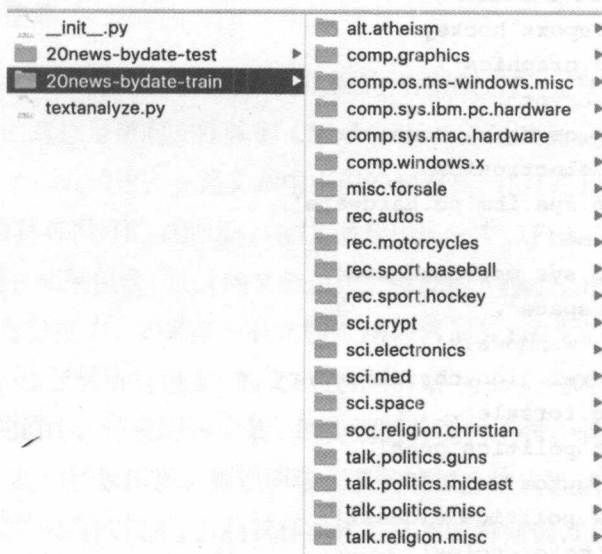 __init__.py
20news-bydate-test
20news-bydate-train
textanalyze.py
alt.atheism
comp.graphics
comp.os.ms-windows.misc
comp.sys.ibm.pc.hardware
comp.sys.mac.hardware
comp.windows.x
misc.forsale
rec.autos
rec.motorcycles
rec.sport.baseball
rec.sport.hockey
sci.crypt
sci.electronics
sci.med
sci.space
soc.religion.christian
talk.politics.guns
talk.politics.mideast
talk.politics.misc
talk.religion.misc